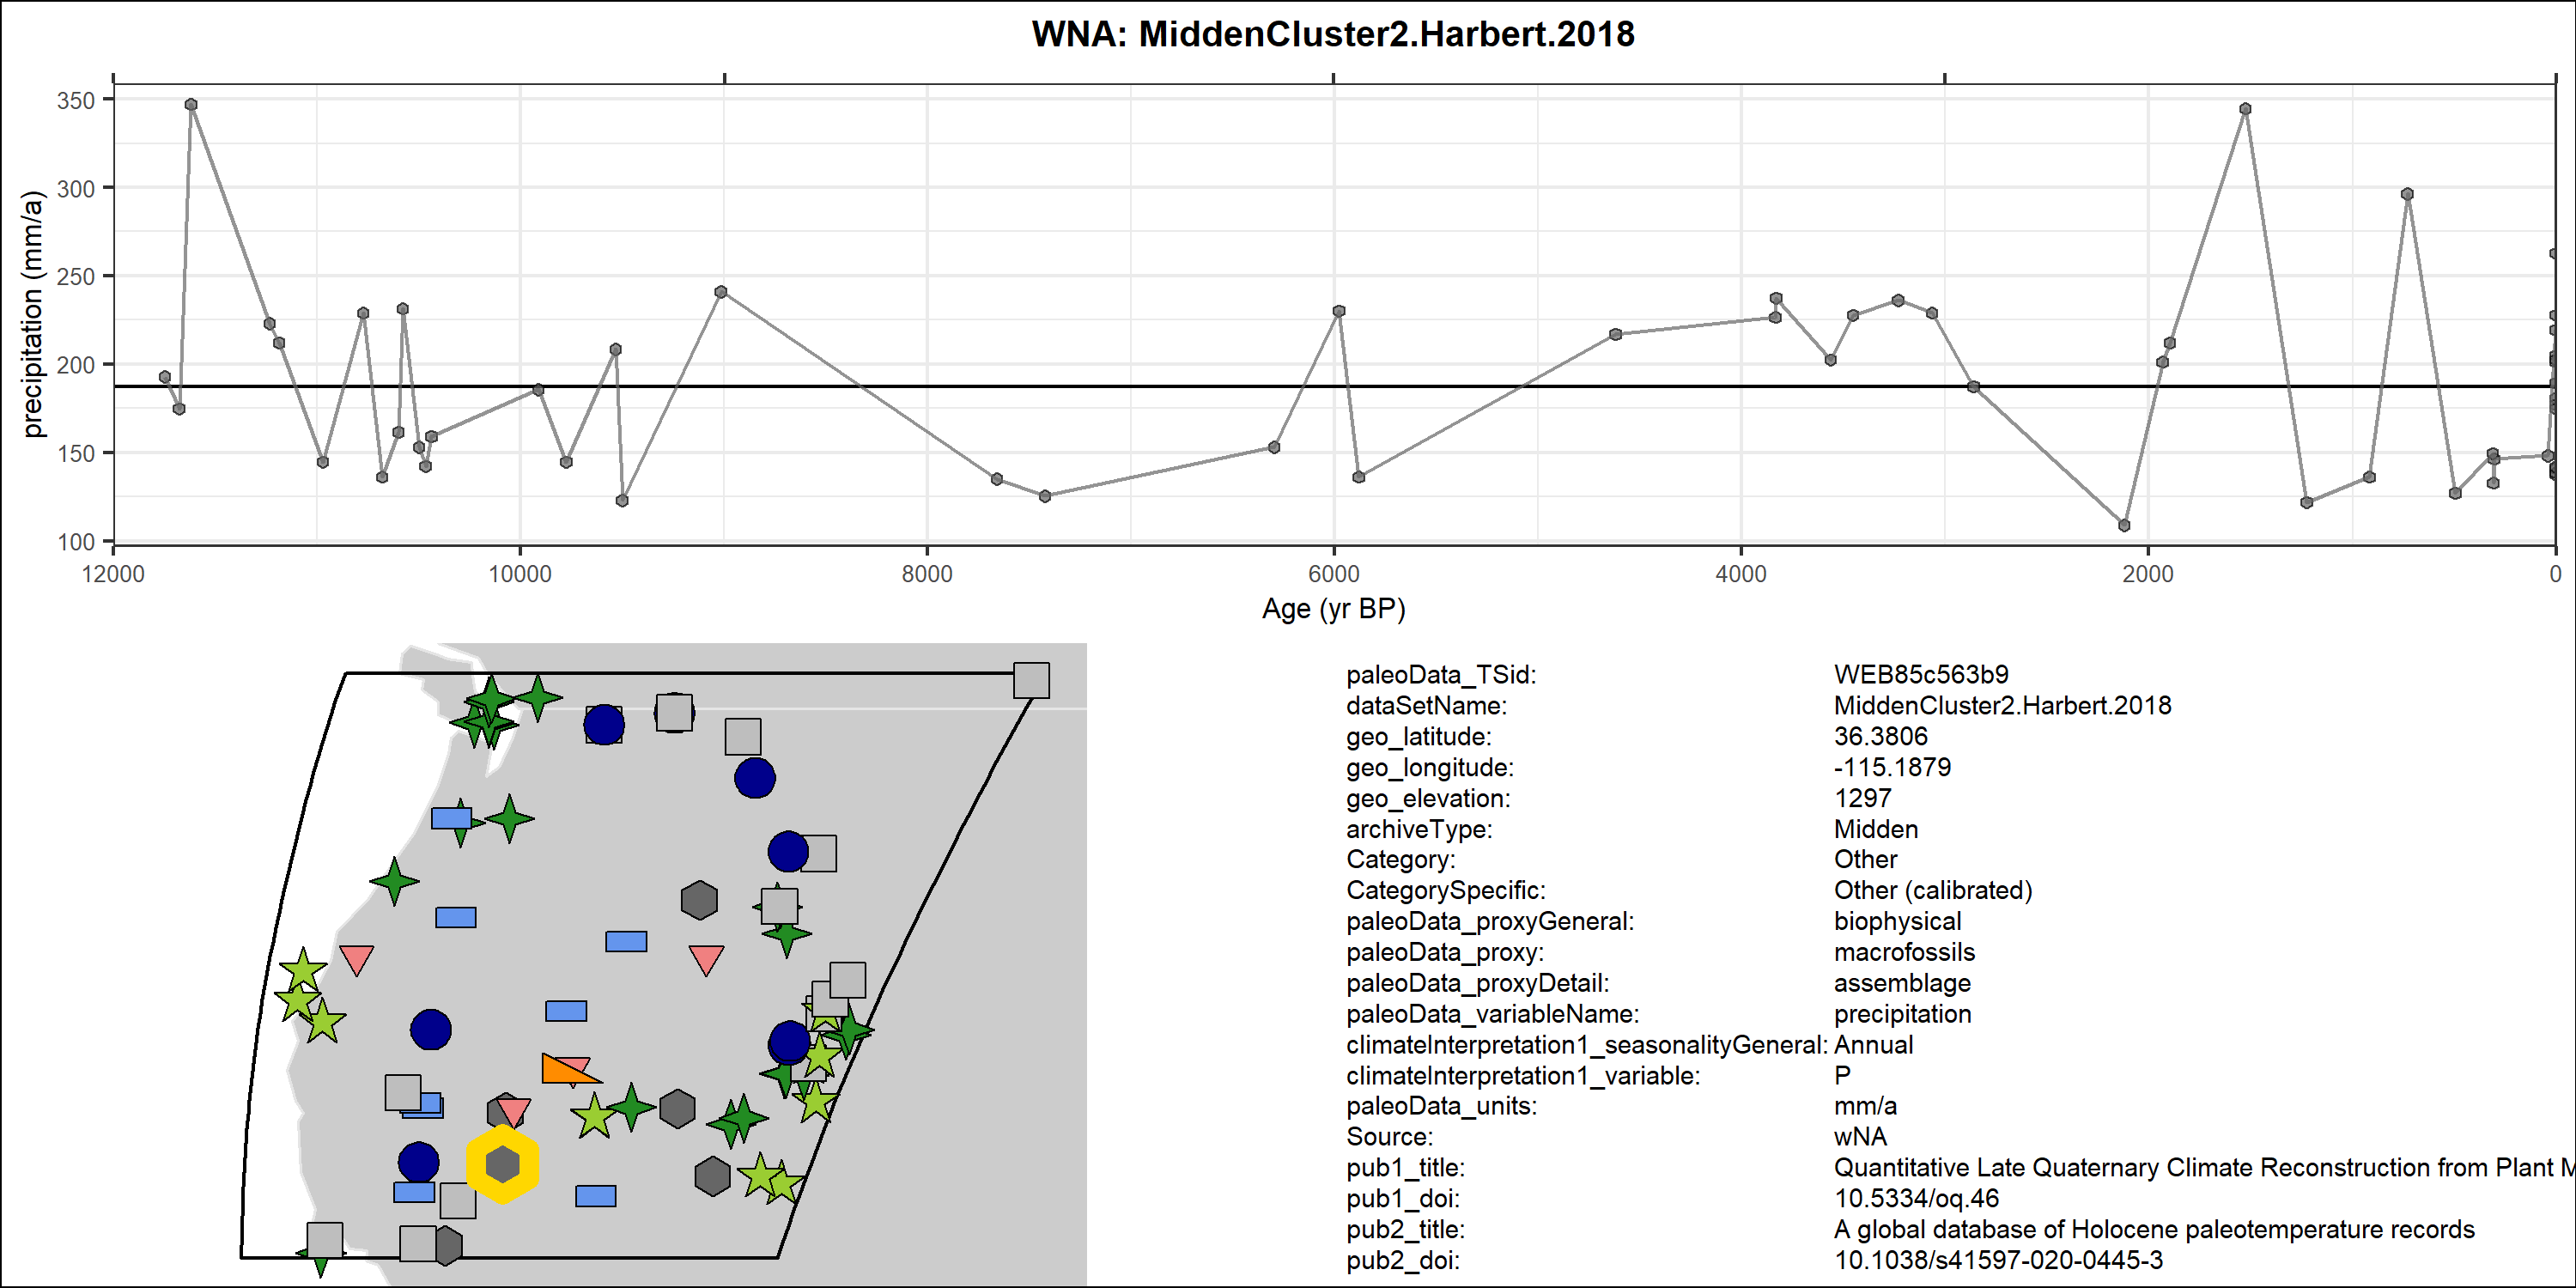 WNA: MiddenCluster2.Harbert.2018
precipitation (mm/a)
350
300
250
200
150
100
12000 10000 8000 6000 4000 2000 0
Age (yr BP)
paleoData_TSid: WEB85c563b9
dataSetName: MiddenCluster2.Harbert.2018
geo_latitude: 36.3806
geo_longitude: -115.1879
geo_elevation: 1297
archiveType: Midden
Category: Other
CategorySpecific: Other (calibrated)
paleoData_proxyGeneral: biophysical
paleoData_proxy: macrofossils
paleoData_proxyDetail: assemblage
paleoData_variableName: precipitation
climateInterpretation1_seasonalityGeneral: Annual
climateInterpretation1_variable: P
paleoData_units: mm/a
Source: wNA
pub1_title: Quantitative Late Quaternary Climate Reconstruction from Plant M
pub1_doi: 10.5334/oq.46
pub2_title: A global database of Holocene paleotemperature records
pub2_doi: 10.1038/s41597-020-0445-3